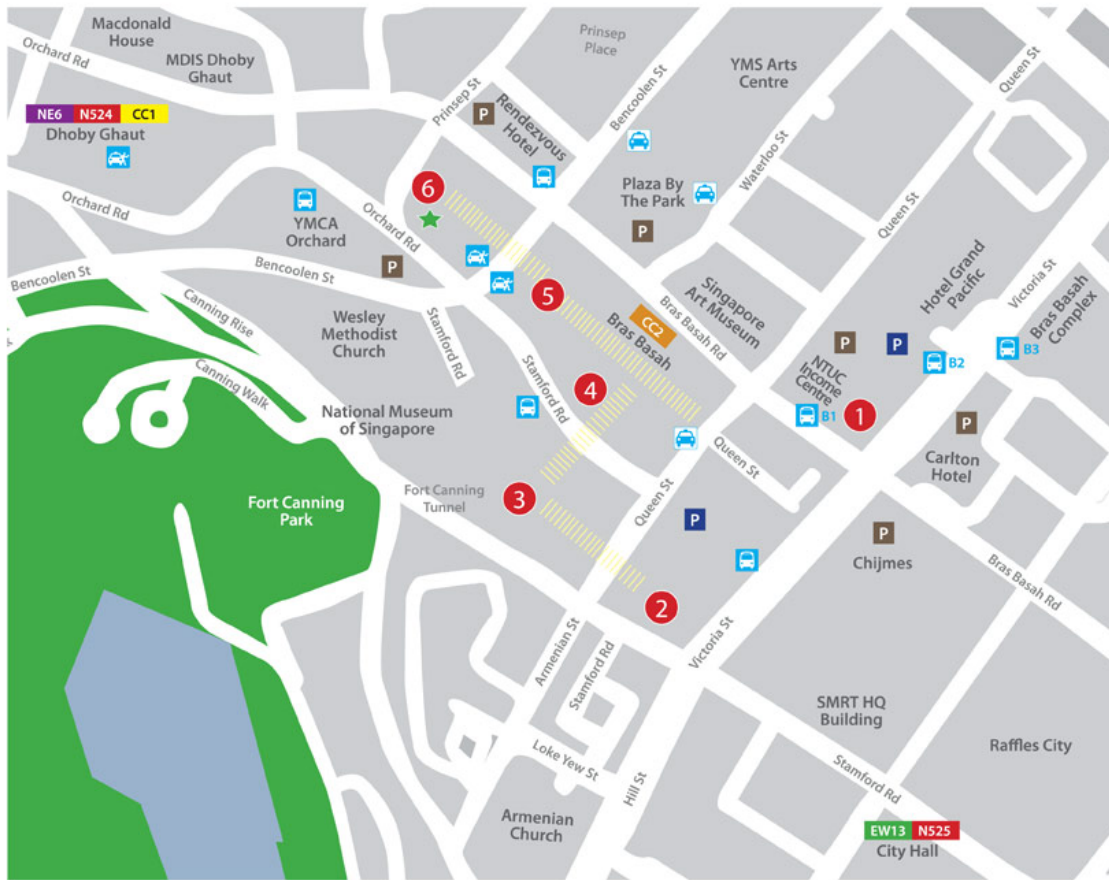 Macdonald
House
Orchard Rd
MDIS Dhoby
Ghaut
Prinsep
Place
YMS Arts
Centre
Queen St
NE6 N524 CC1
Dhoby Ghaut
Prinsep St
P
Rendezvous
Hotel
Bencoolen St
Waterloo St
6
Plaza By
The Park
P
Queen St
Orchard Rd
YMCA
Orchard
Orchard Rd
P
Bencoolen St
Bencoolen St
Canning Rise
Wesley
Methodist
Church
Stamford Rd
5
CC2
Bras Basah
Bras Basah Rd
Singapore
Art Museum
Hotel Grand
Pacific
Victoria St
Bras Basah
Complex
P
P
NTUC
Income
Centre
B2
B3
Canning Walk
Stamford Rd
4
National Museum
of Singapore
B1
1
P
Carlton
Hotel
Queen St
Fort Canning
Tunnel
3
Queen St
Fort Canning
Park
P
P
Chijmes
Bras Basah Rd
2
Armenian St
Stamford Rd
Victoria St
SMRT HQ
Building
Raffles City
Loke Yew St
Hill St
Stamford Rd
Armenian
Church
EW13 N525
City Hall